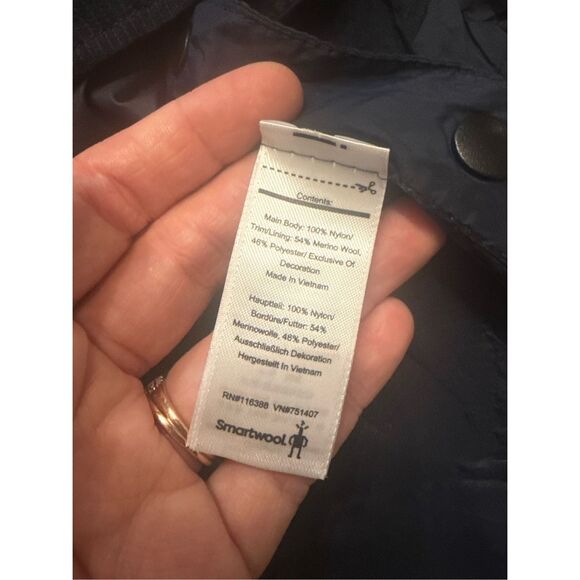 Contents:
Main Body: 100% Nylon/
Trim/Lining: 54% Merino Wool,
46% Polyester/ Exclusive Of
Decoration
Made In Vietnam
Hauptteil: 100% Nylon/
Bordüre/Futter: 54%
Merinowolle, 46% Polyester/
Ausschließlich Dekoration
Hergestellt In Vietnam
RN#116388 VN#751407
Smartwool.